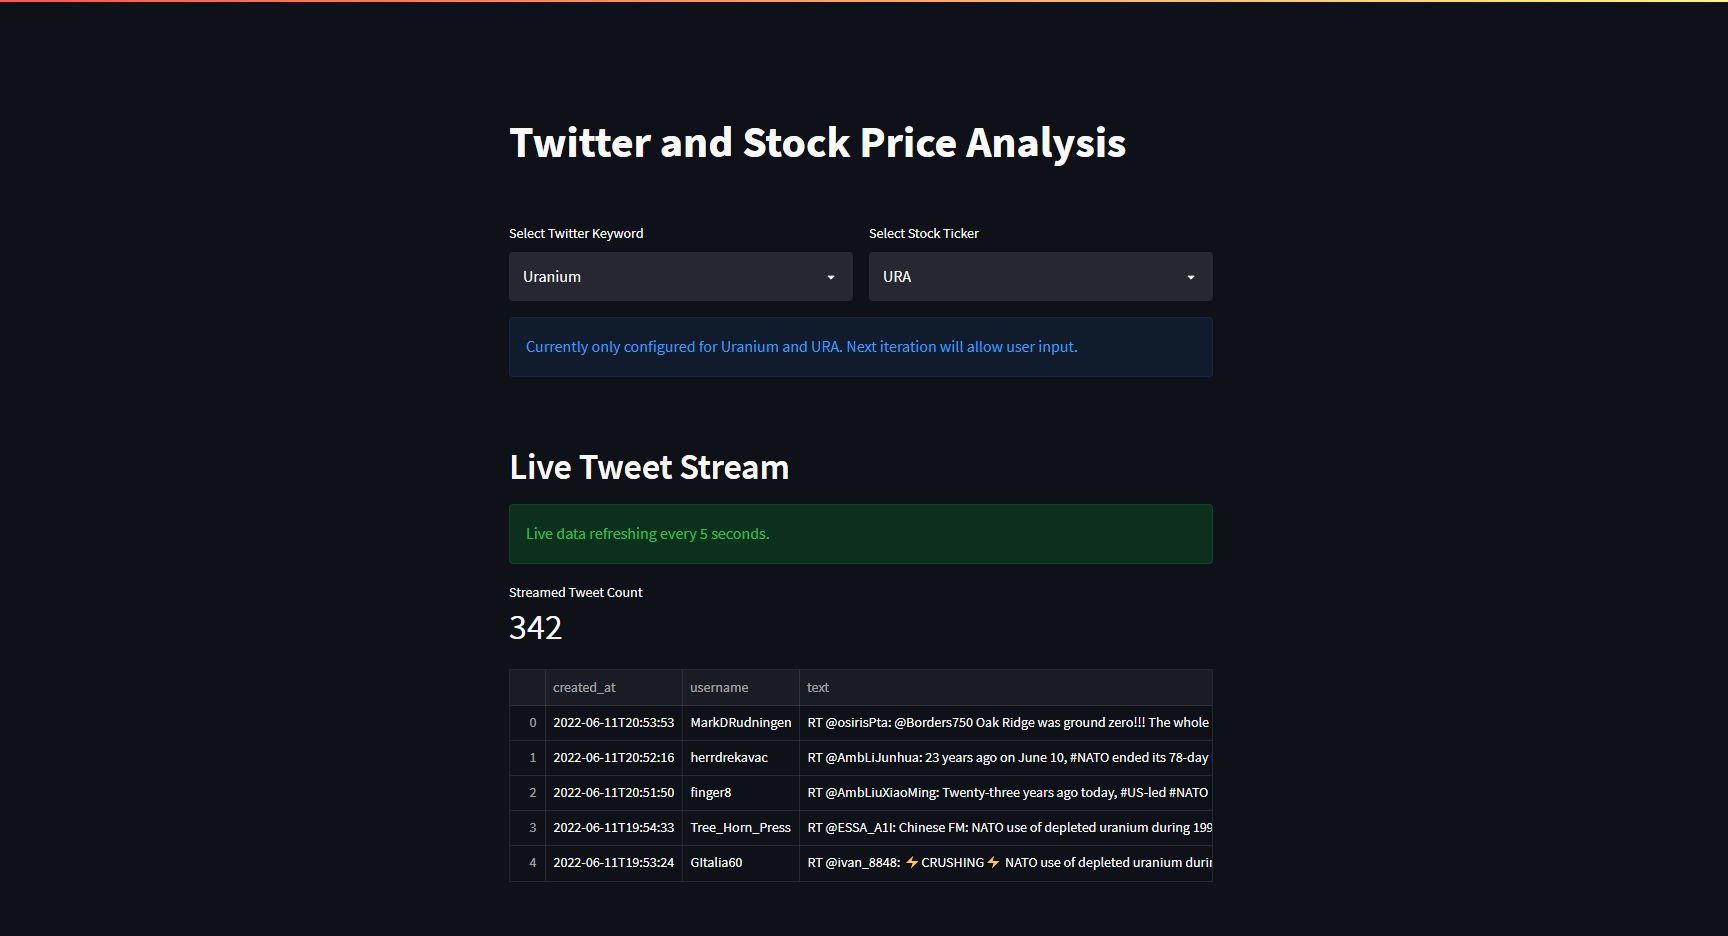 Twitter and Stock Price Analysis
Select Twitter Keyword Select Stock Ticker
Uranium URA
Currently only configured for Uranium and URA. Next iteration will allow user input.
Live Tweet Stream
Live data refreshing every 5 seconds.
Streamed Tweet Count
342
created_at username text
0 2022-06-11T20:53:53 MarkDRudningen RT @osirisPta: @Borders750 Oak Ridge was ground zero!!! The whole
1 2022-06-11T20:52:16 herrdrekavac RT @AmbLiJunhua: 23 years ago on June 10, #NATO ended its 78-day
2 2022-06-11T20:51:50 finger8 RT @AmbLiuXiaoMing: Twenty-three years ago today, #US-led #NATO
3 2022-06-11T19:54:33 Tree_Horn_Press RT @ESSA_A1I: Chinese FM: NATO use of depleted uranium during 199
4 2022-06-11T19:53:24 GItalia60 RT @ivan_8848: ⚡CRUSHING⚡ NATO use of depleted uranium durin